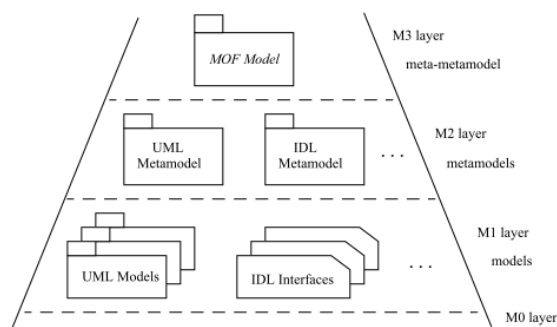 MOF Model
M3 layer
meta-metamodel
UML
Metamodel
IDL
Metamodel
. . .
M2 layer
metamodels
UML Models
IDL Interfaces
. . .
M1 layer
models
M0 layer